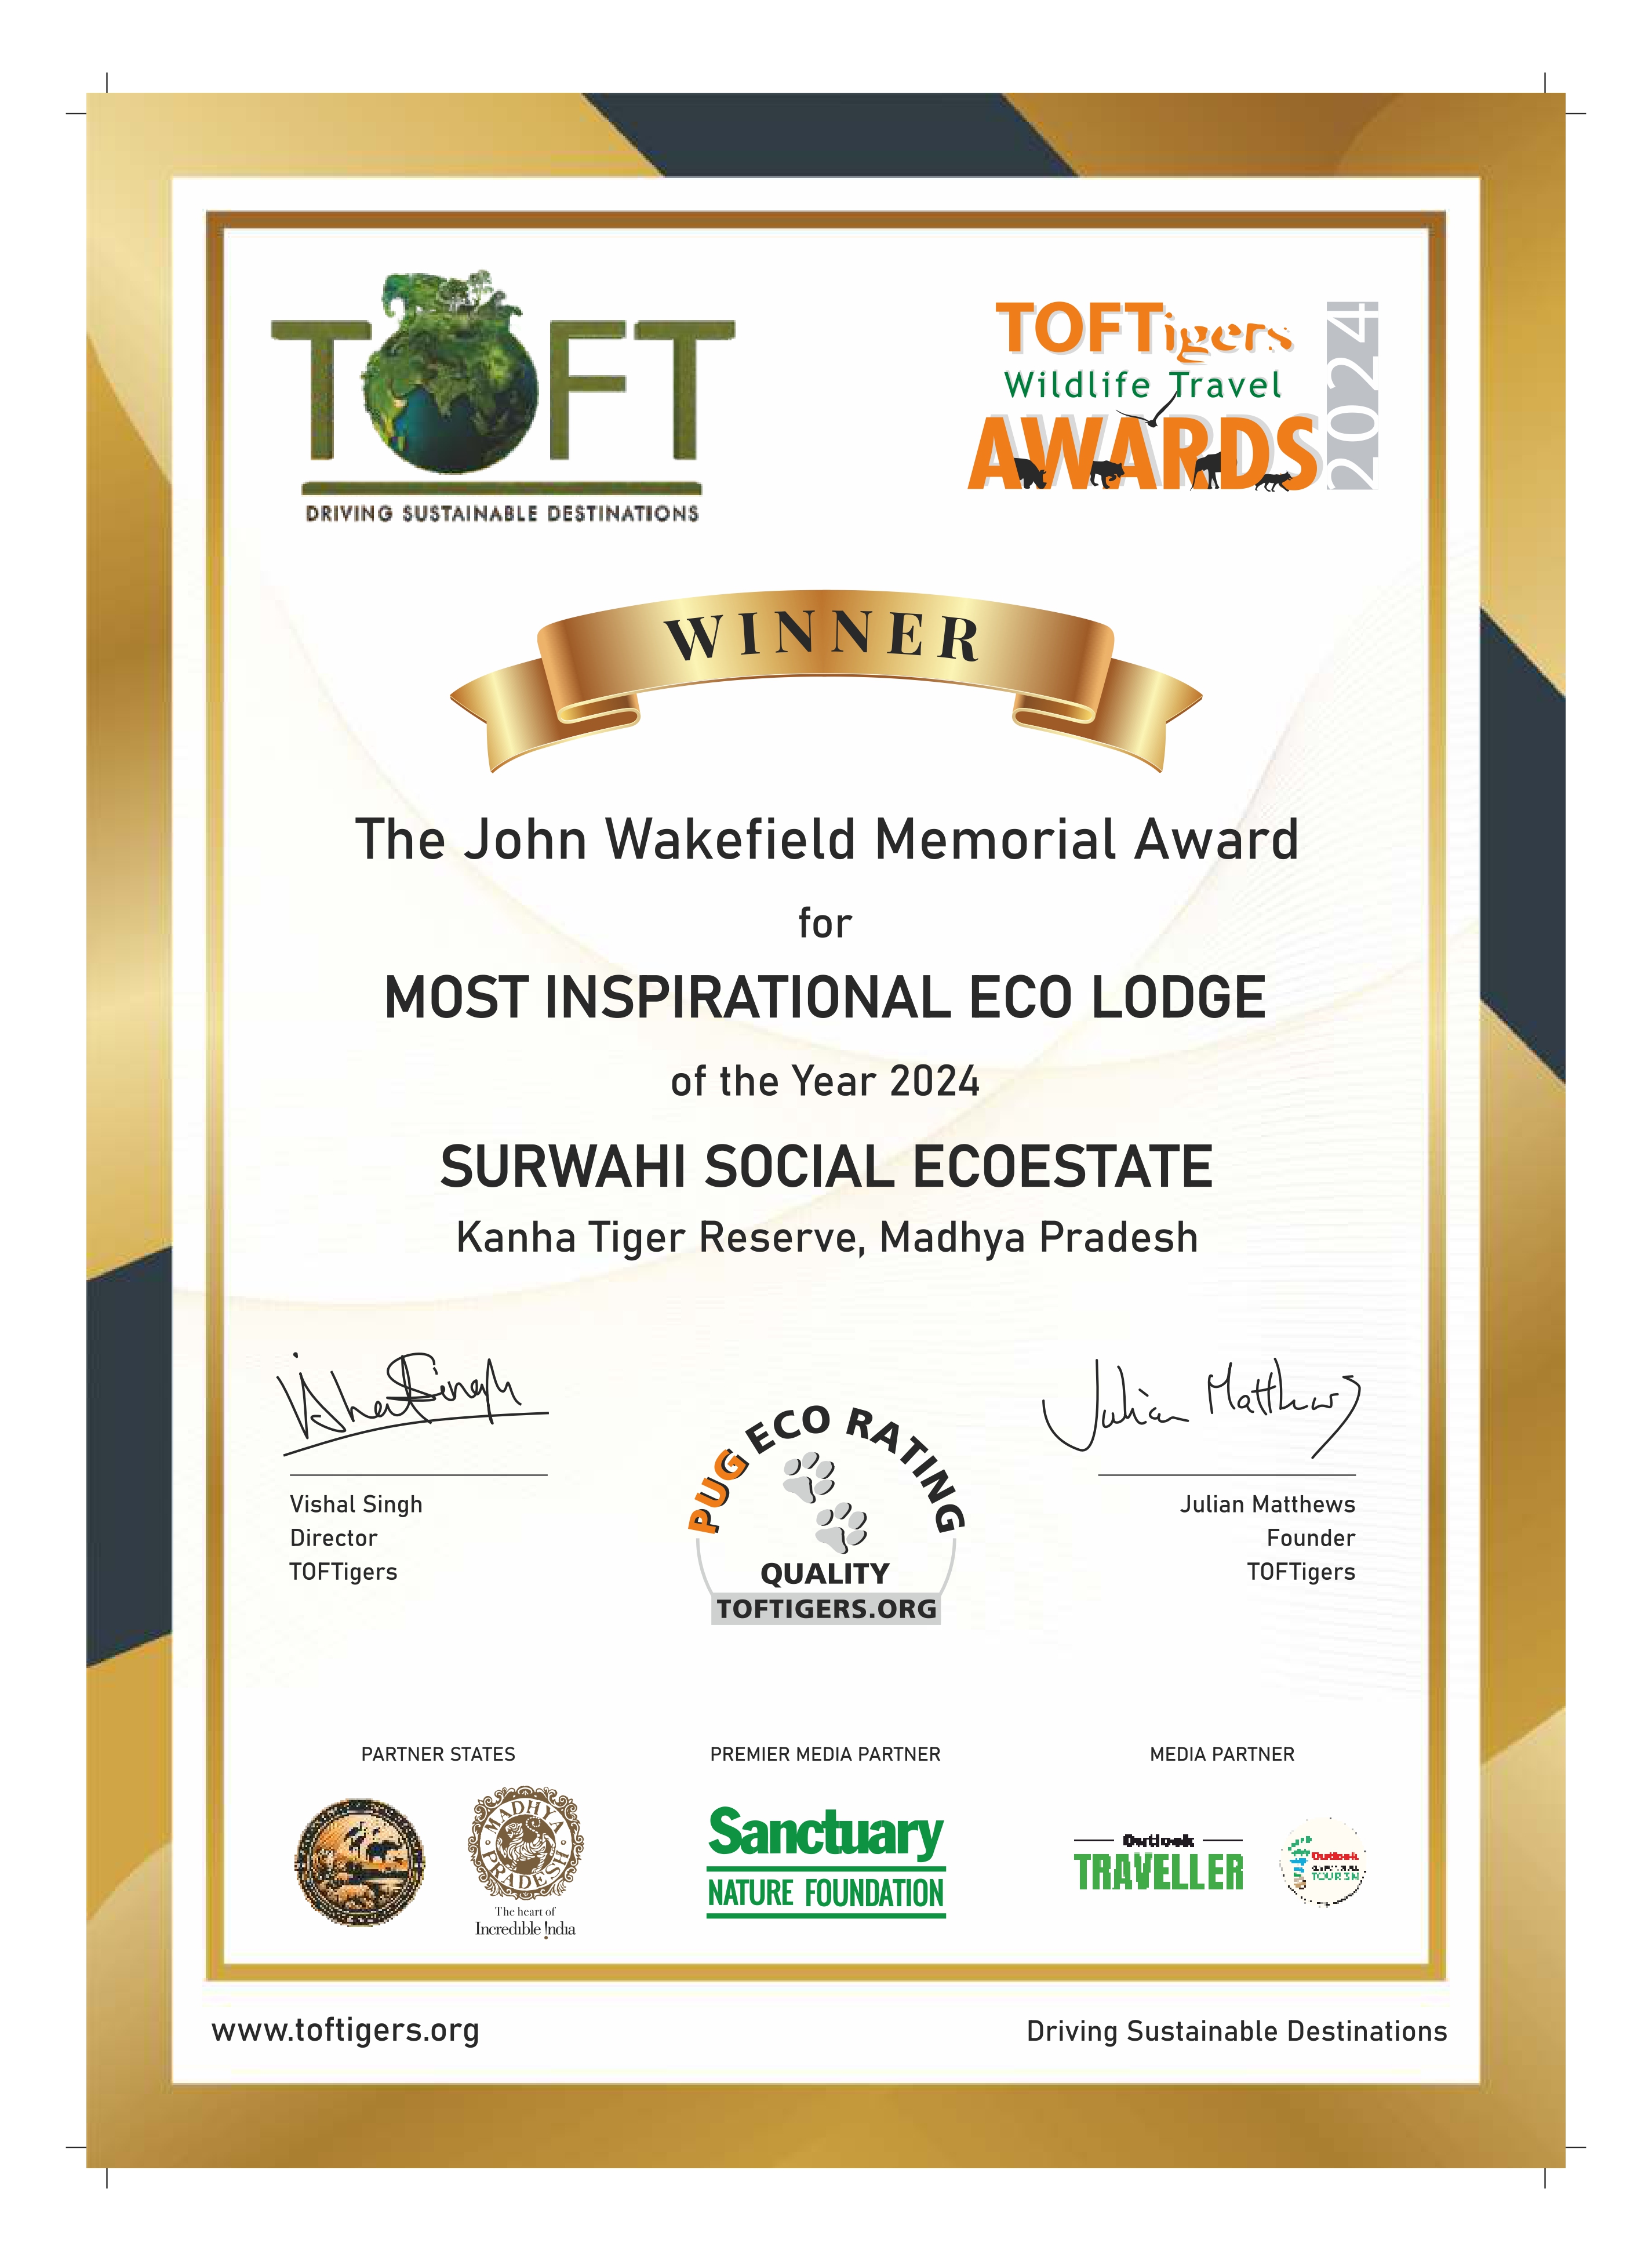 TOFT
DRIVING SUSTAINABLE DESTINATIONS
TOFTigers
Wildlife Travel
AWARDS
2024
WINNER
The John Wakefield Memorial Award
for
MOST INSPIRATIONAL ECO LODGE
of the Year 2024
SURWAHI SOCIAL ECOESTATE
Kanha Tiger Reserve, Madhya Pradesh
Vishal Singh
Julian Matthews
Vishal Singh
Director
TOFTigers
PUG ECO RATING
QUALITY
TOFTIGERS.ORG
Julian Matthews
Founder
TOFTigers
PARTNER STATES
MADHYA PRADESH
The heart of
Incredible !ndia
PREMIER MEDIA PARTNER
Sanctuary
NATURE FOUNDATION
MEDIA PARTNER
Outlook
TRAVELLER
Outlook
TOURISM
www.toftigers.org
Driving Sustainable Destinations